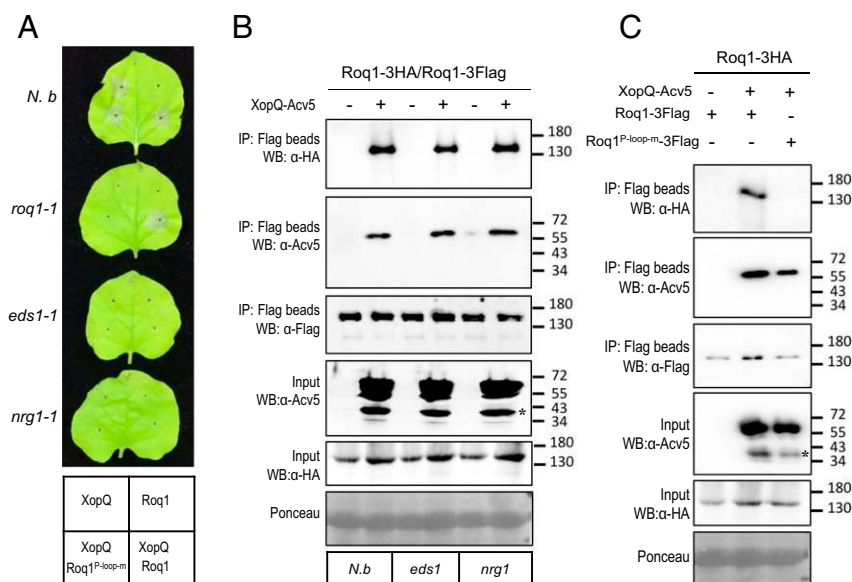 A
N. b
roq1-1
eds1-1
nrg1-1
XopQ Roq1
XopQ XopQ
Roq1P-loop-m Roq1
B
Roq1-3HA/Roq1-3Flag
XopQ-Acv5 - + - + - +
IP: Flag beads 180
WB: α-HA 130
IP: Flag beads 72
WB: α-Acv5 55
43
34
IP: Flag beads 180
WB: α-Flag 130
Input 72
WB:α-Acv5 55
43
* 34
Input 180
WB:α-HA 130
Ponceau
N.b eds1 nrg1
C
Roq1-3HA
XopQ-Acv5 - + +
Roq1-3Flag + + -
Roq1P-loop-m-3Flag - - +
IP: Flag beads 180
WB: α-HA 130
IP: Flag beads 72
WB: α-Acv5 55
43
34
IP: Flag beads 180
WB: α-Flag 130
Input 72
WB:α-Acv5 55
43
* 34
Input 180
WB:α-HA 130
Ponceau